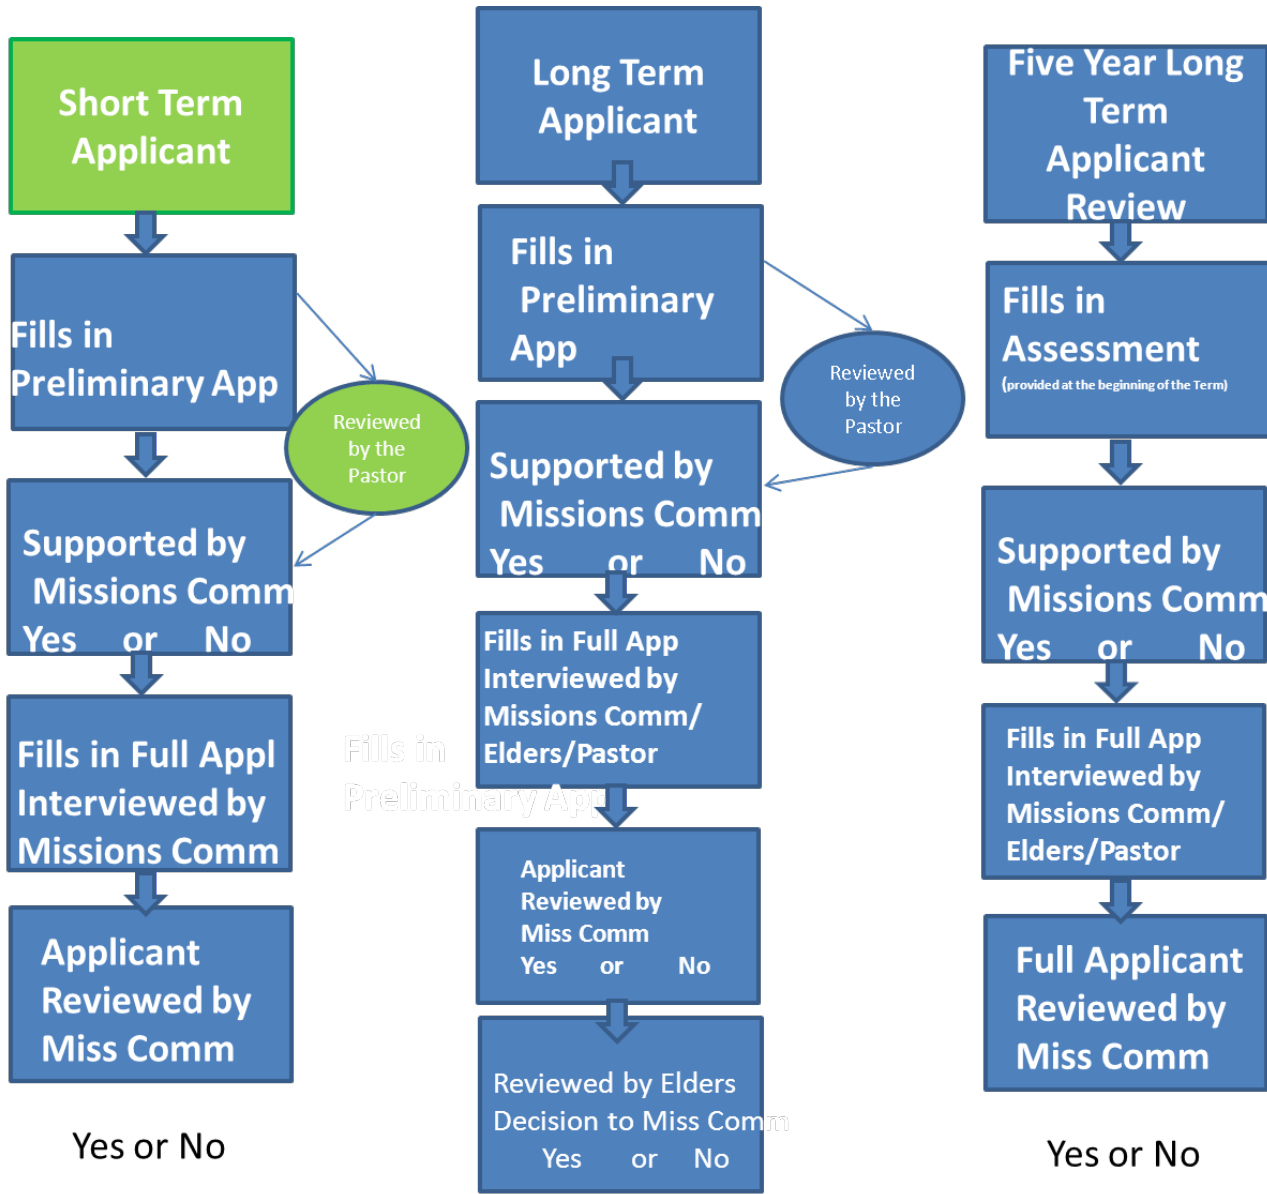 Short Term
Applicant
Fills in
Preliminary App
Reviewed
by the
Pastor
Supported by
Missions Comm
Yes or No
Fills in Full Appl
Interviewed by
Missions Comm
Applicant
Reviewed by
Miss Comm
Yes or No
Long Term
Applicant
Fills in
Preliminary
App
Reviewed
by the
Pastor
Supported by
Missions Comm
Yes or No
Fills in Full App
Interviewed by
Missions Comm/
Elders/Pastor
Fills in
Preliminary App
Applicant
Reviewed by
Miss Comm
Yes or No
Reviewed by Elders
Decision to Miss Comm
Yes or No
Five Year Long
Term
Applicant
Review
Fills in
Assessment
(provided at the beginning of the Term)
Supported by
Missions Comm
Yes or No
Fills in Full App
Interviewed by
Missions Comm/
Elders/Pastor
Full Applicant
Reviewed by
Miss Comm
Yes or No